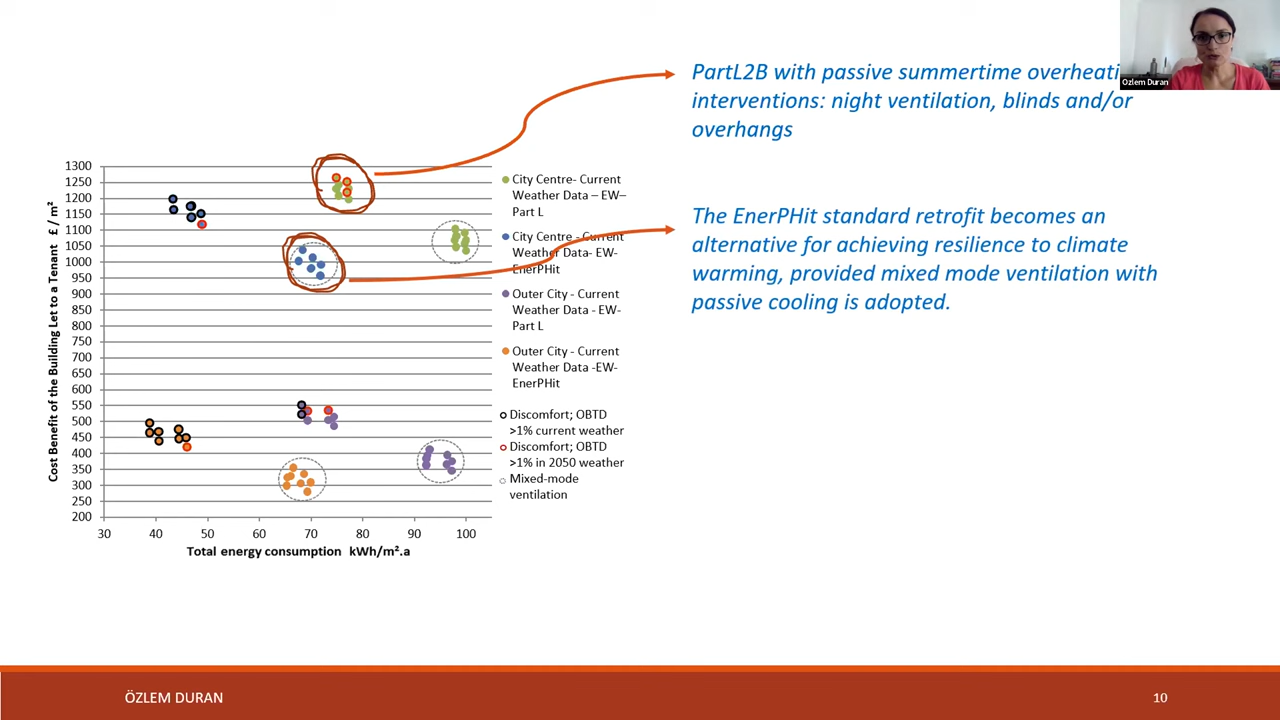 Ozlem Duran
PartL2B with passive summertime overheati
interventions: night ventilation, blinds and/or
overhangs
The EnerPHit standard retrofit becomes an
alternative for achieving resilience to climate
warming, provided mixed mode ventilation with
passive cooling is adopted.
Cost Benefit of the Building Let to a Tenant £ / m²
1300
1250
1200
1150
1100
1050
1000
950
900
850
800
750
700
650
600
550
500
450
400
350
300
250
200
30 40 50 60 70 80 90 100
Total energy consumption kWh/m².a
City Centre- Current
Weather Data – EW–
Part L
City Centre - Current
Weather Data- EW-
EnerPHit
Outer City - Current
Weather Data - EW-
Part L
Outer City - Current
Weather Data -EW-
EnerPHit
Discomfort; OBTD
>1% current weather
Discomfort; OBTD
>1% in 2050 weather
Mixed-mode
ventilation
ÖZLEM DURAN
10